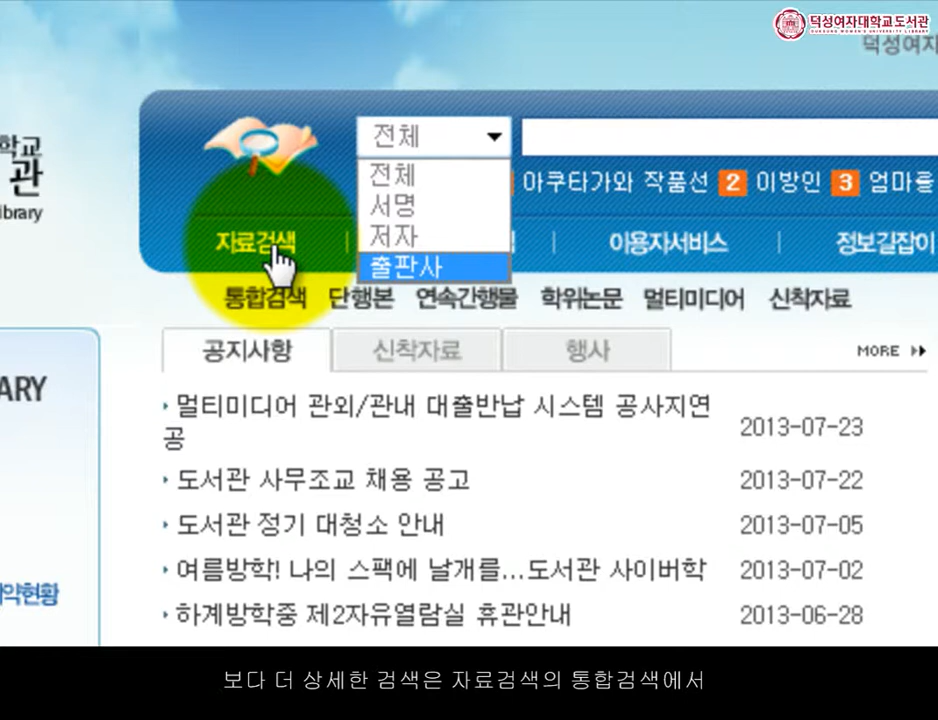 덕성여자대학교도서관
DUKSUNG WOMEN'S UNIVERSITY LIBRARY
덕성여자
학교
관
ibrary
전체
전체
서명
저자
출판사
아쿠타가와 작품선 2 이방인 3 엄마를
자료검색 | | 이용자서비스 | 정보길잡이
통합검색 단행본 연속간행물 학위논문 멀티미디어 신착자료
공지사항 신착자료 행사 MORE
ARY
멀티미디어 관외/관내 대출반납 시스템 공사지연
공 2013-07-23
도서관 사무조교 채용 공고 2013-07-22
도서관 정기 대청소 안내 2013-07-05
여름방학! 나의 스팩에 날개를...도서관 사이버학 2013-07-02
약현황
하계방학중 제2자유열람실 휴관안내 2013-06-28
보다 더 상세한 검색은 자료검색의 통합검색에서